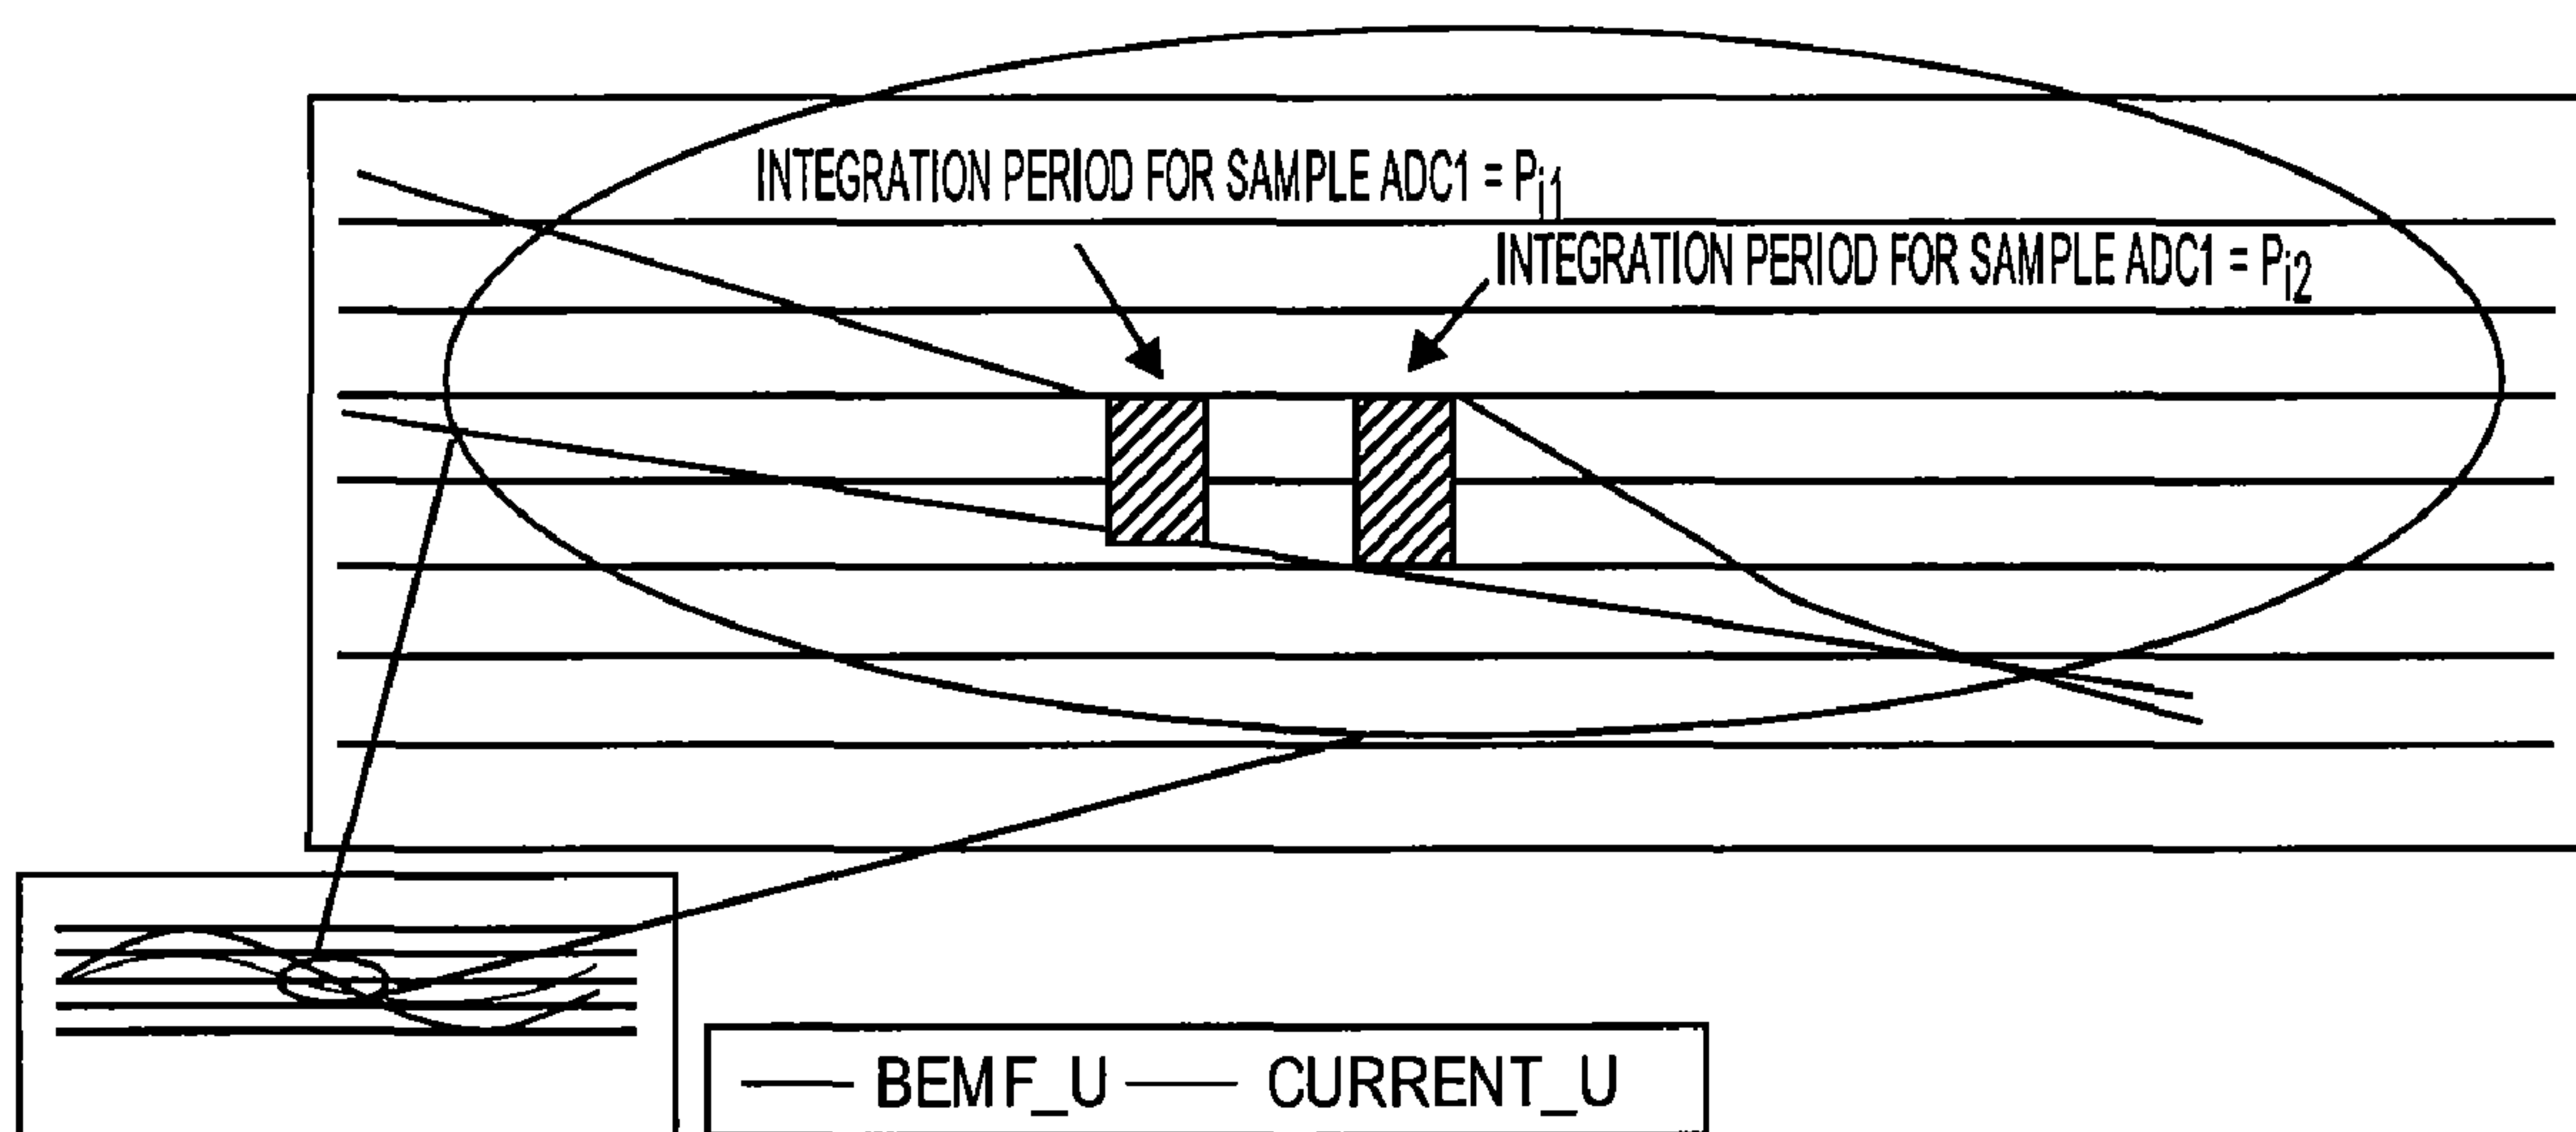 INTEGRATION PERIOD FOR SAMPLE ADC1 = Pi1
INTEGRATION PERIOD FOR SAMPLE ADC1 = Pi2
BEMF_U CURRENT_U